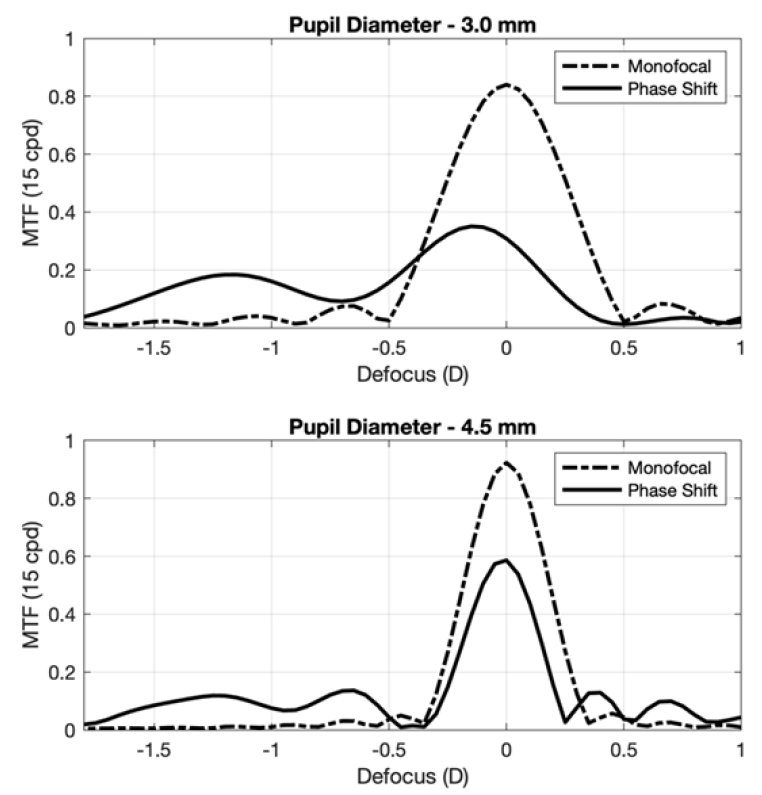 Pupil Diameter - 3.0 mm
1
0.8
0.6
0.4
0.2
0
MTF (15 cpd)
Monofocal
Phase Shift
-1.5 -1 -0.5 0 0.5 1
Defocus (D)
Pupil Diameter - 4.5 mm
1
0.8
0.6
0.4
0.2
0
MTF (15 cpd)
Monofocal
Phase Shift
-1.5 -1 -0.5 0 0.5 1
Defocus (D)